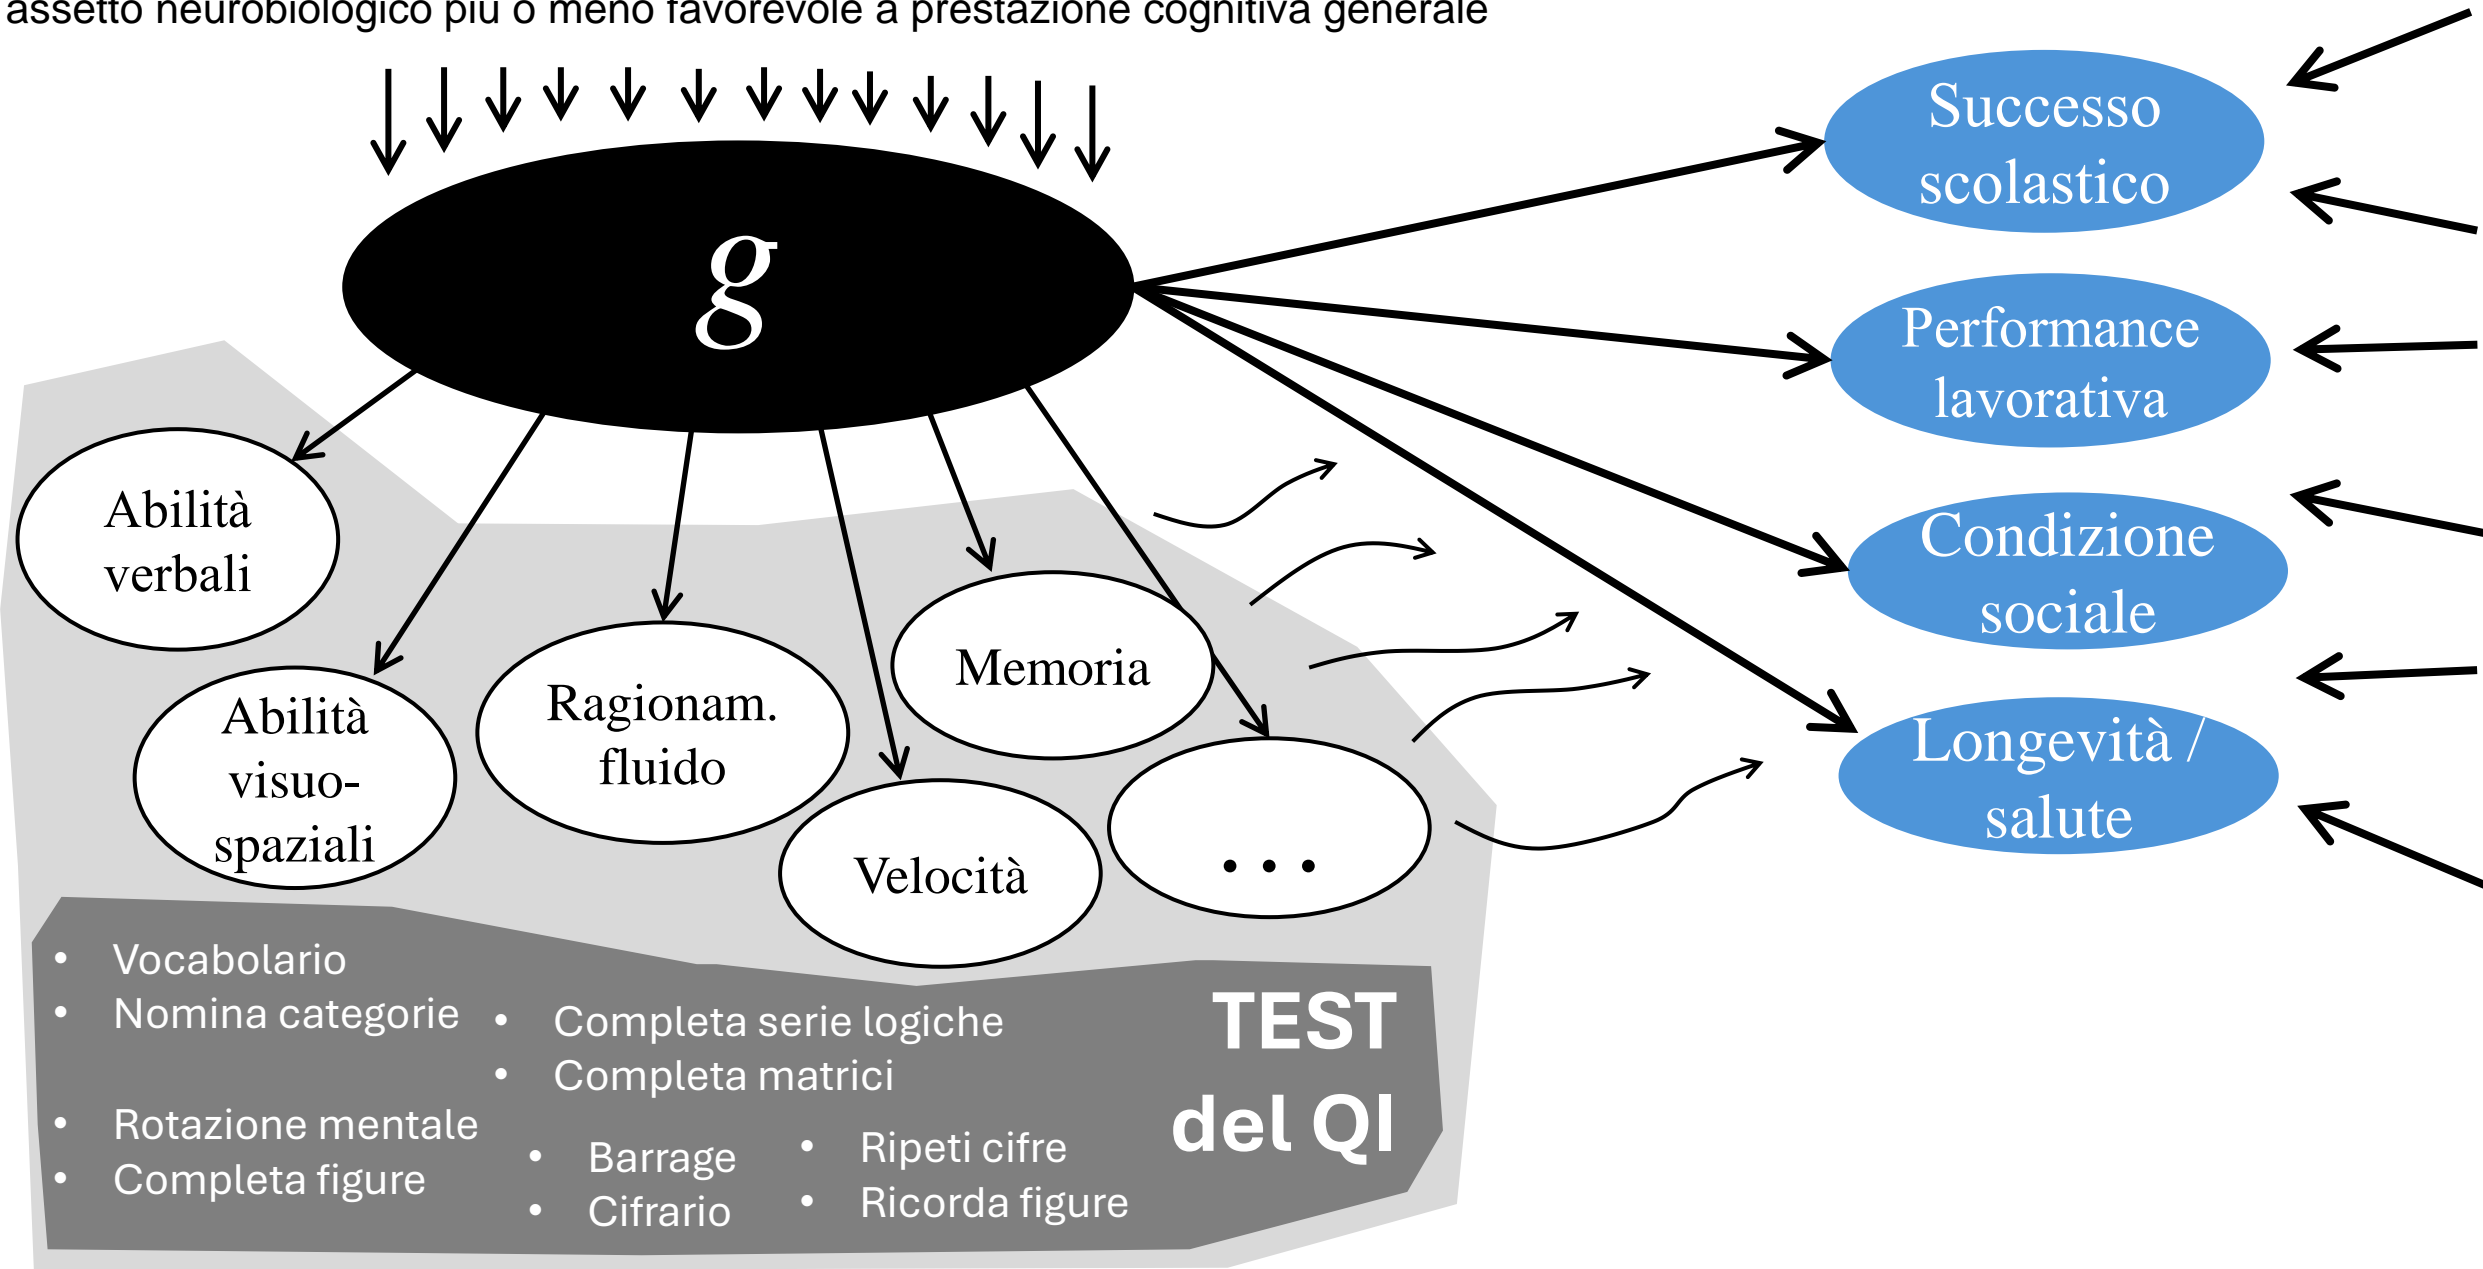 assetto neurobiologico più o meno favorevole a prestazione cognitiva generale
g
Successo
scolastico
Performance
lavorativa
Condizione
sociale
Longevità /
salute
Abilità
verbali
Abilità
visuo-
spaziali
Ragionam.
fluido
Velocità
Memoria
...
• Vocabolario
• Nomina categorie
• Rotazione mentale
• Completa figure
• Completa serie logiche
• Completa matrici
• Barrage
• Cifrario
• Ripeti cifre
• Ricorda figure
TEST
del QI